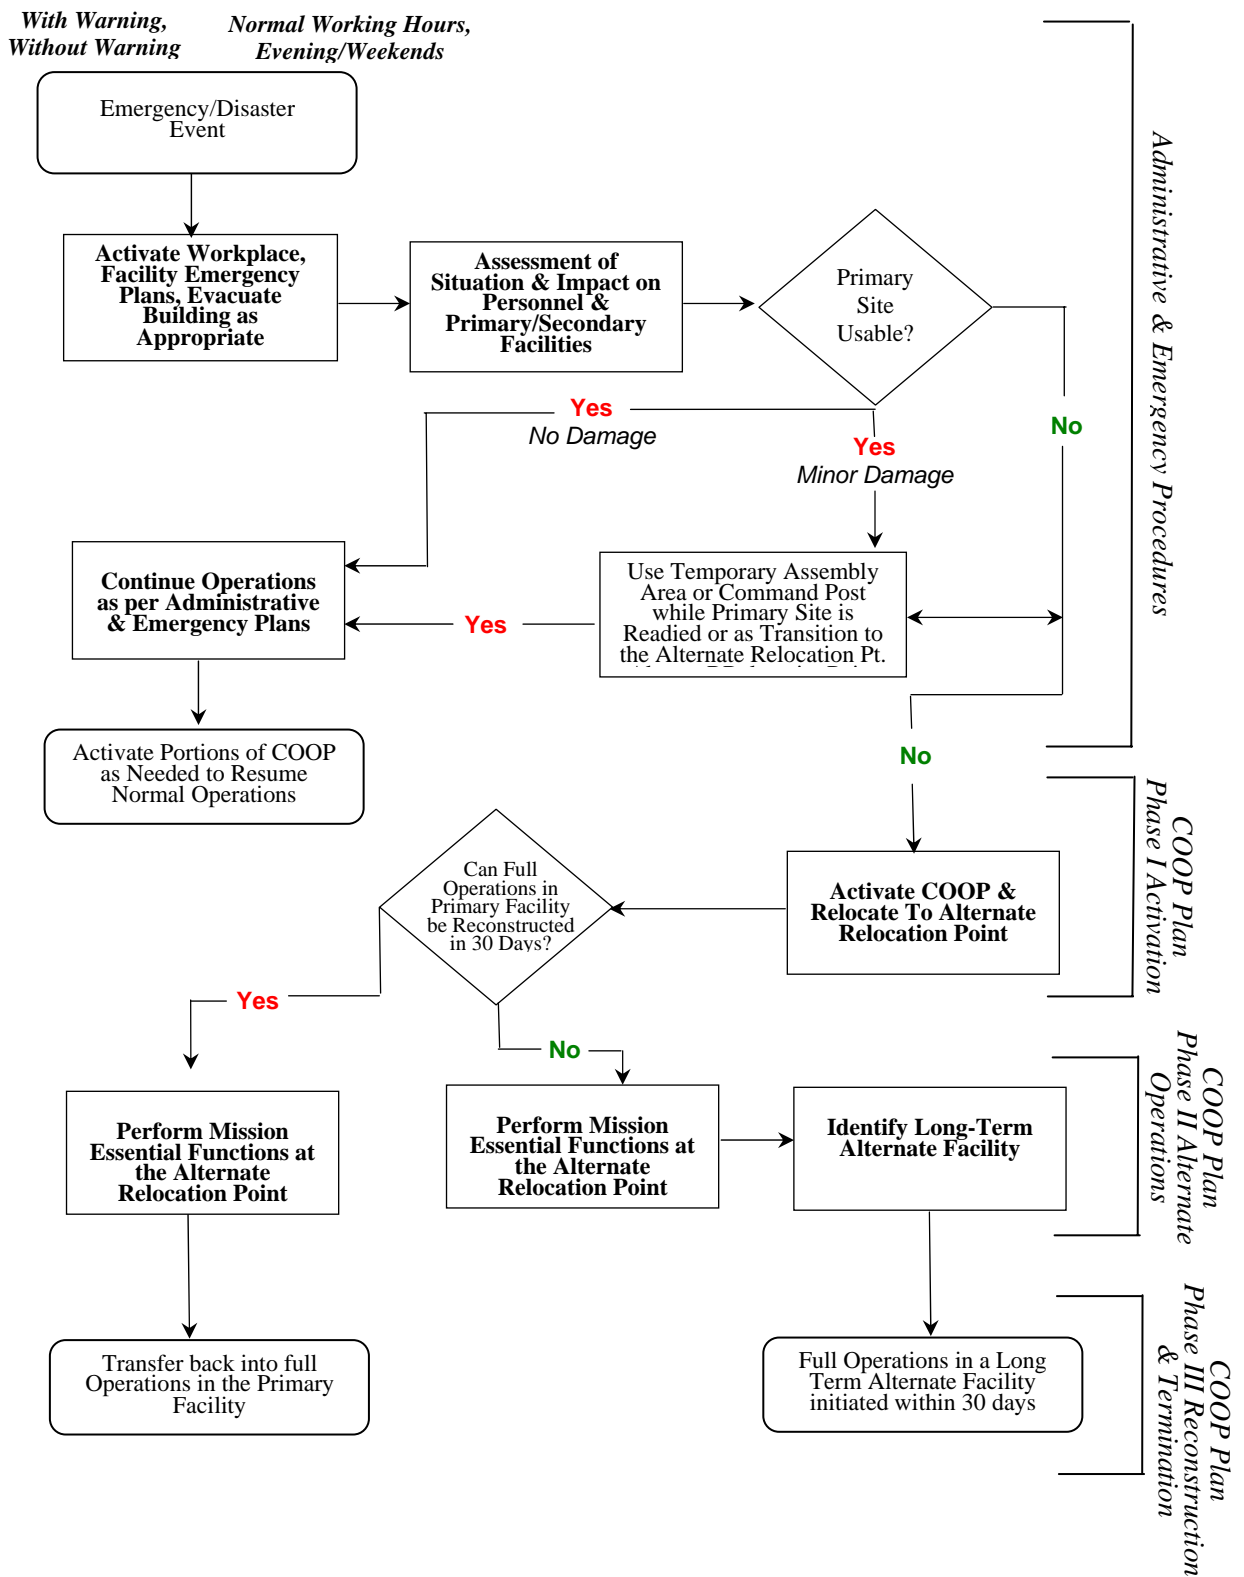 With Warning,
Without Warning
Normal Working Hours,
Evening/Weekends
Emergency/Disaster
Event
Activate Workplace,
Facility Emergency
Plans, Evacuate
Building as
Appropriate
Assessment of
Situation & Impact on
Personnel &
Primary/Secondary
Facilities
Primary
Site
Usable?
Yes
No Damage
Yes
Minor Damage
No
Administrative & Emergency Procedures
Continue Operations
as per Administrative
& Emergency Plans
Yes
Use Temporary Assembly
Area or Command Post
while Primary Site is
Readied or as Transition to
the Alternate Relocation Pt.
No
Activate Portions of COOP
as Needed to Resume
Normal Operations
Can Full
Operations in
Primary Facility
be Reconstructed
in 30 Days?
Activate COOP &
Relocate To Alternate
Relocation Point
COOP Plan
Phase I Activation
Yes
No
Perform Mission
Essential Functions at
the Alternate
Relocation Point
Perform Mission
Essential Functions at
the Alternate
Relocation Point
Identify Long-Term
Alternate Facility
COOP Plan
Phase II Alternate
Operations
Transfer back into full
Operations in the Primary
Facility
Full Operations in a Long
Term Alternate Facility
initiated within 30 days
COOP Plan
Phase III Reconstruction
& Termination